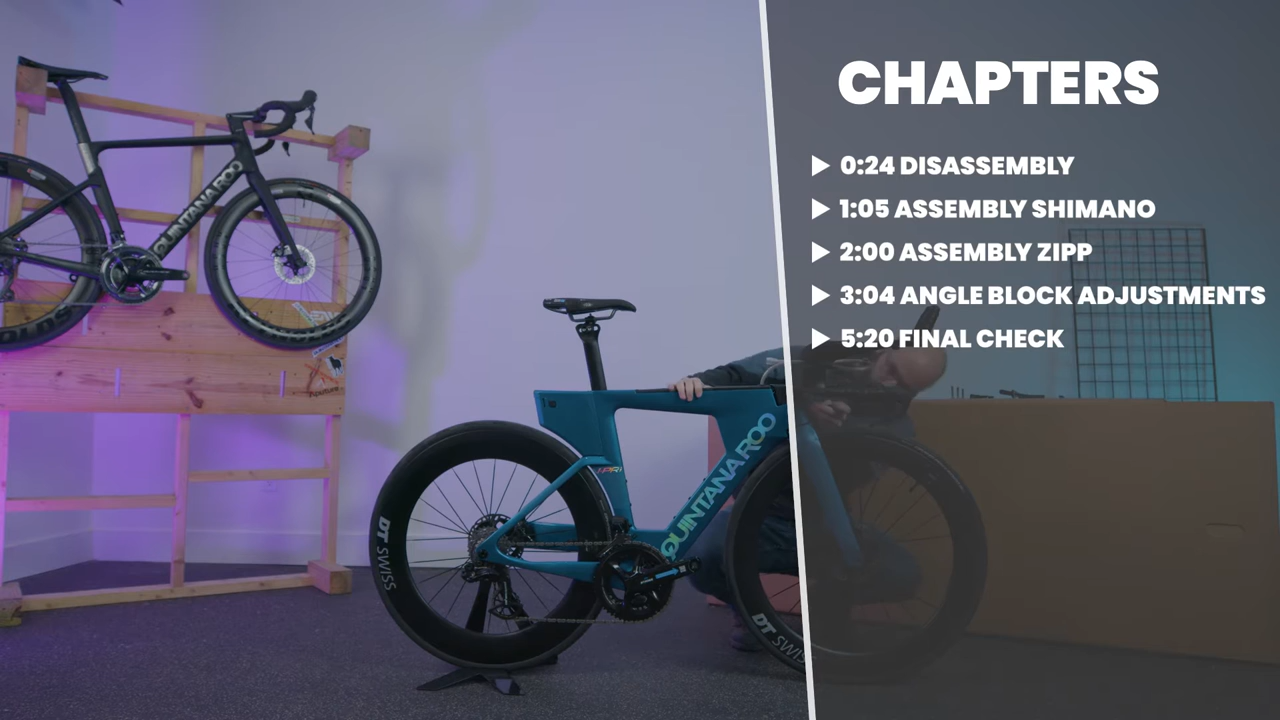 CHAPTERS
▶ 0:24 DISASSEMBLY
▶ 1:05 ASSEMBLY SHIMANO
▶ 2:00 ASSEMBLY ZIPP
▶ 3:04 ANGLE BLOCK ADJUSTMENTS
▶ 5:20 FINAL CHECK
QUINTANA ROO
QUINTANA ROO
DT SWISS
DT SWISS